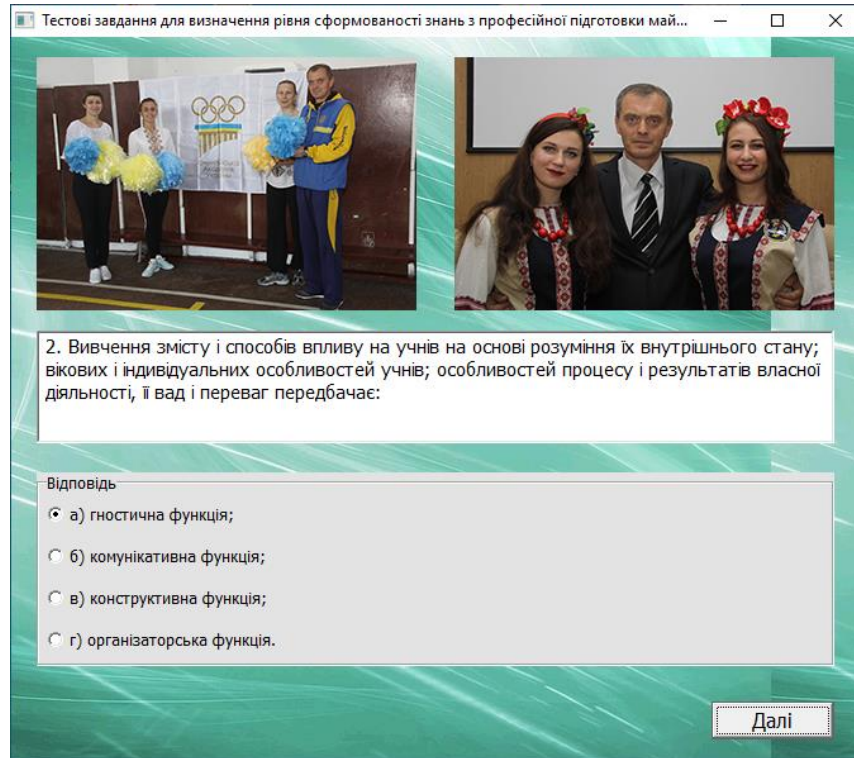 Тестові завдання для визначення рівня сформованості знань з професійної підготовки май...
2. Вивчення змісту і способів впливу на учнів на основі розуміння їх внутрішнього стану;
вікових і індивідуальних особливостей учнів; особливостей процесу і результатів власної
діяльності, її вад і переваг передбачає:
Відповідь
а) гностична функція;
б) комунікативна функція;
в) конструктивна функція;
г) організаторська функція.
Далі